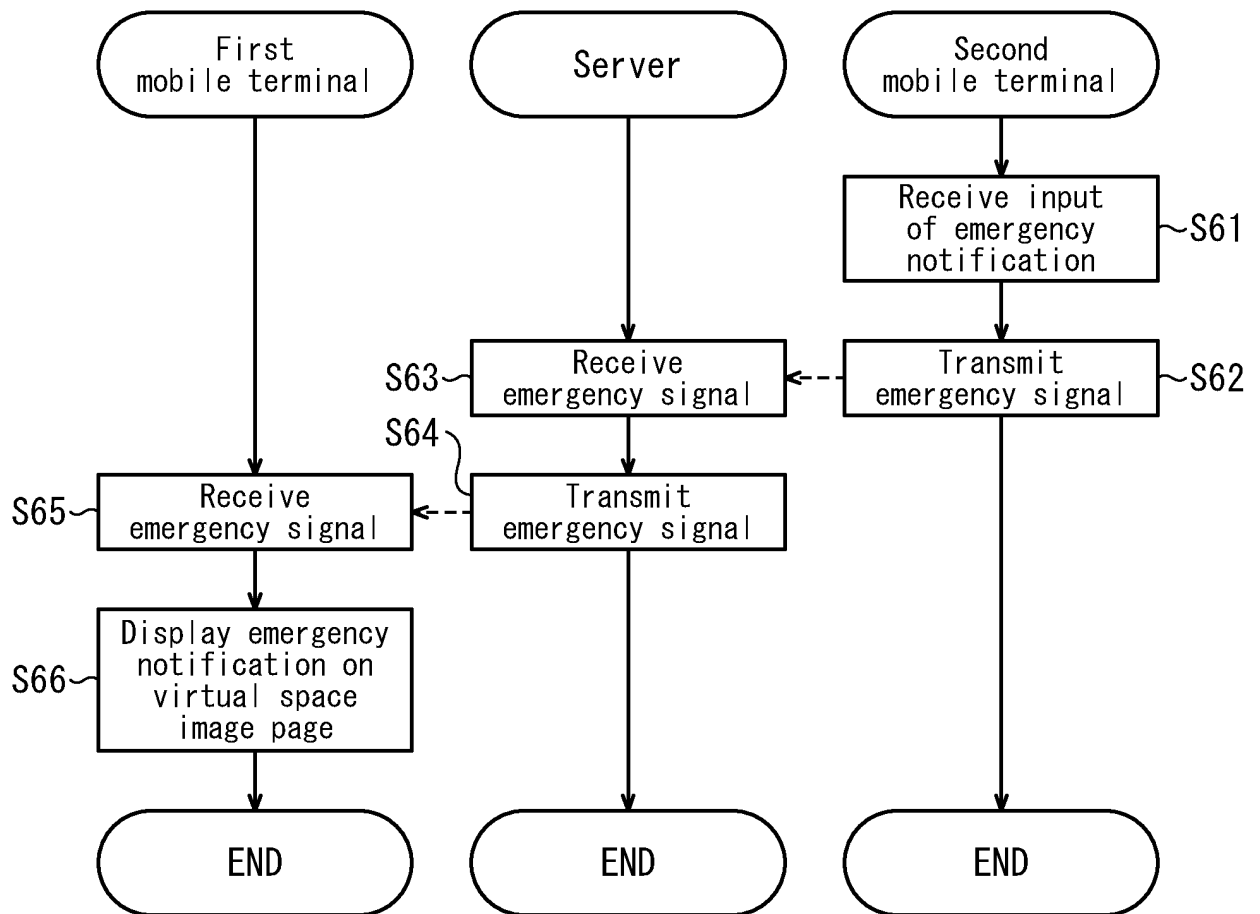 First
mobile terminal
Server
Second
mobile terminal
Receive input
of emergency
notification
S61
S63
Receive
emergency signal
Transmit
emergency signal
S62
S64
S65
Receive
emergency signal
Transmit
emergency signal
S66
Display emergency
notification on
virtual space
image page
END
END
END